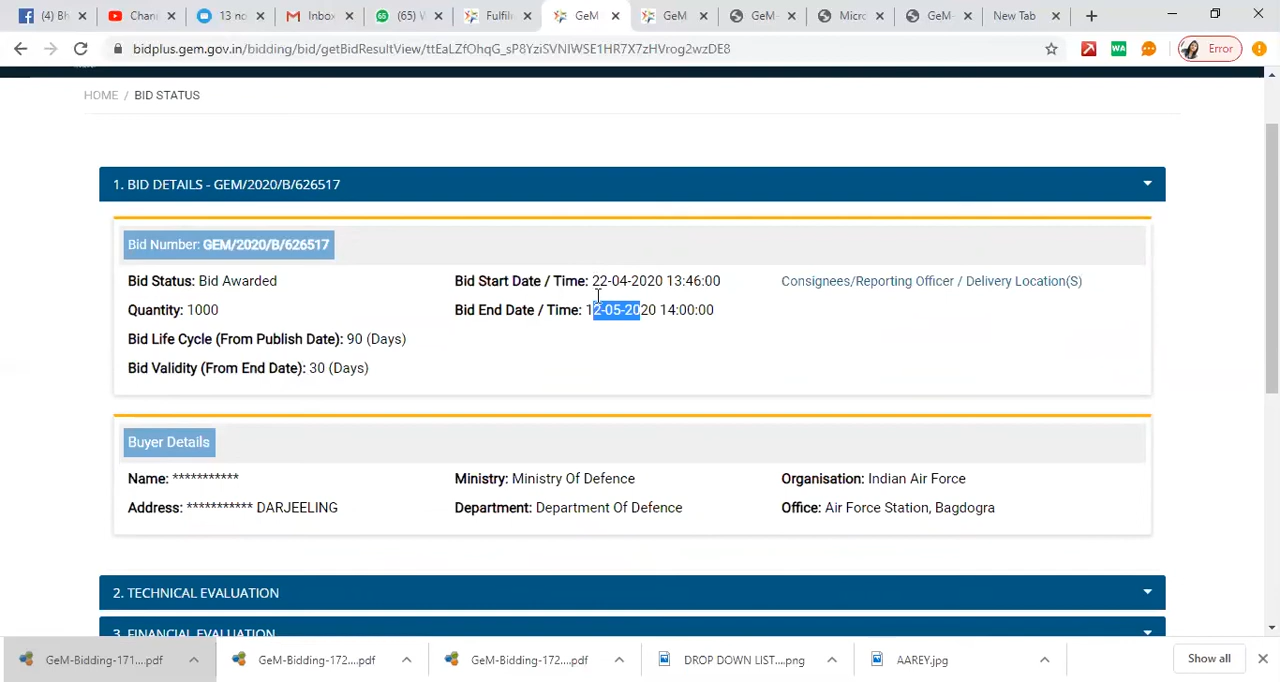 (4) Bh
Chan
13 no
Inbo
65
(65) W
Fulfil
GeM
GeM
GeM-
Micro
GeM-
New Tab
bidplus.gem.gov.in/bidding/bid/getBidResultView/ttEaLZfOhqG_sP8YziSVNIWSE1HR7X7zHVrog2wzDE8
WA
Error
HOME / BID STATUS
1. BID DETAILS - GEM/2020/B/626517
Bid Number: GEM/2020/B/626517
Bid Status: Bid Awarded
Bid Start Date / Time: 22-04-2020 13:46:00
Consignees/Reporting Officer / Delivery Location(S)
Quantity: 1000
Bid End Date / Time: 12-05-2020 14:00:00
Bid Life Cycle (From Publish Date): 90 (Days)
Bid Validity (From End Date): 30 (Days)
Buyer Details
Name: ***********
Ministry: Ministry Of Defence
Organisation: Indian Air Force
Address: *********** DARJEELING
Department: Department Of Defence
Office: Air Force Station, Bagdogra
2. TECHNICAL EVALUATION
3. FINANCIAL EVALUATION
GeM-Bidding-171....pdf
GeM-Bidding-172....pdf
GeM-Bidding-172....pdf
DROP DOWN LIST....png
AAREY.jpg
Show all